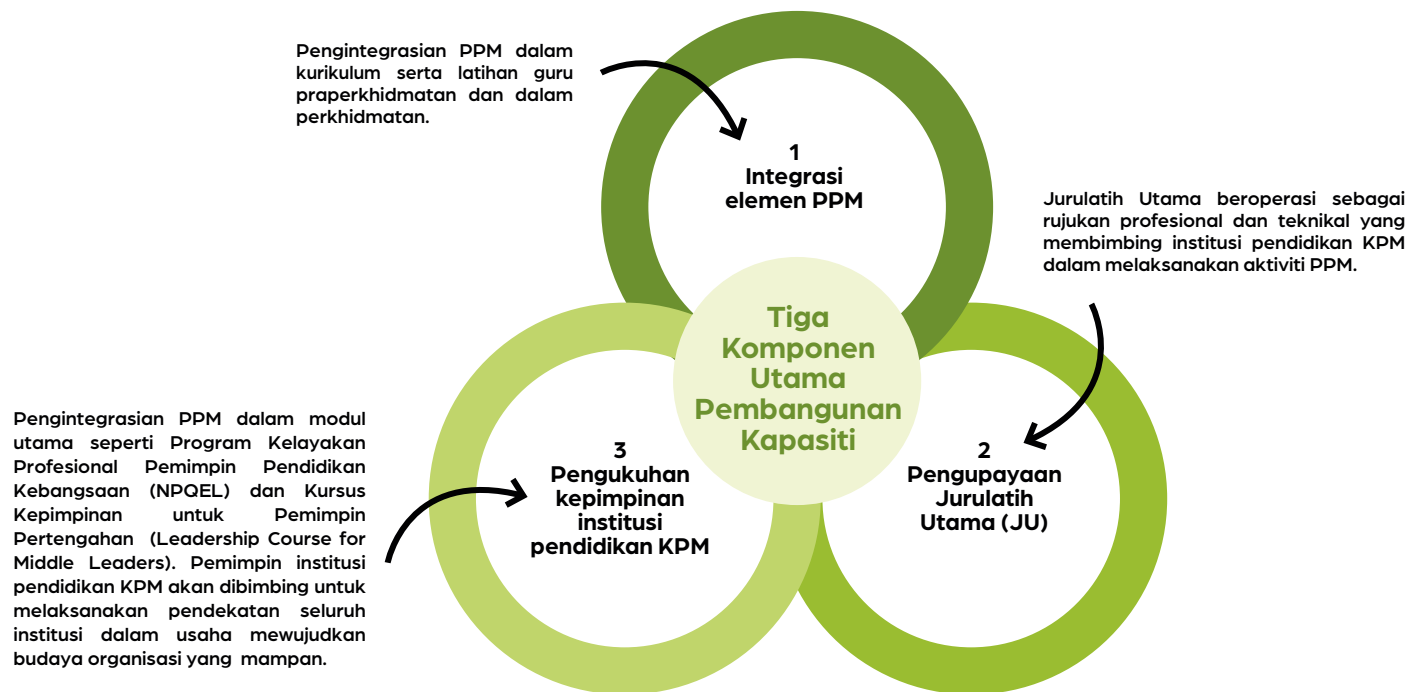 Pengintegrasian PPM dalam
kurikulum serta latihan guru
praperkhidmatan dan dalam
perkhidmatan.
1
Integrasi
elemen PPM
Jurulatih Utama beroperasi sebagai
rujukan profesional dan teknikal yang
membimbing institusi pendidikan KPM
dalam melaksanakan aktiviti PPM.
Tiga
Komponen
Utama
Pembangunan
Kapasiti
2
Pengupayaan
Jurulatih
Utama (JU)
3
Pengukuhan
kepimpinan
institusi
pendidikan KPM
Pengintegrasian PPM dalam modul
utama seperti Program Kelayakan
Profesional Pemimpin Pendidikan
Kebangsaan (NPQEL) dan Kursus
Kepimpinan untuk Pemimpin
Pertengahan (Leadership Course for
Middle Leaders). Pemimpin institusi
pendidikan KPM akan dibimbing untuk
melaksanakan pendekatan seluruh
institusi dalam usaha mewujudkan
budaya organisasi yang mampan.